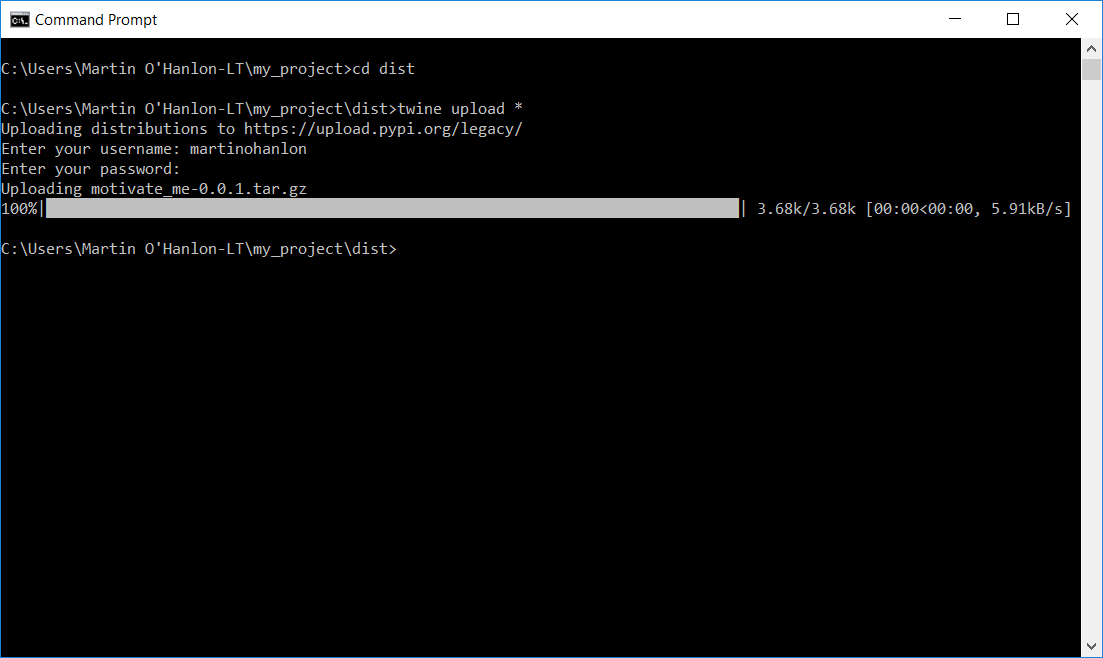 Command Prompt
C:\Users\Martin O'Hanlon-LT\my_project>cd dist
C:\Users\Martin O'Hanlon-LT\my_project\dist>twine upload *
Uploading distributions to https://upload.pypi.org/legacy/
Enter your username: martinohanlon
Enter your password:
Uploading motivate_me-0.0.1.tar.gz
100%| | 3.68k/3.68k [00:00<00:00, 5.91kB/s]
C:\Users\Martin O'Hanlon-LT\my_project\dist>